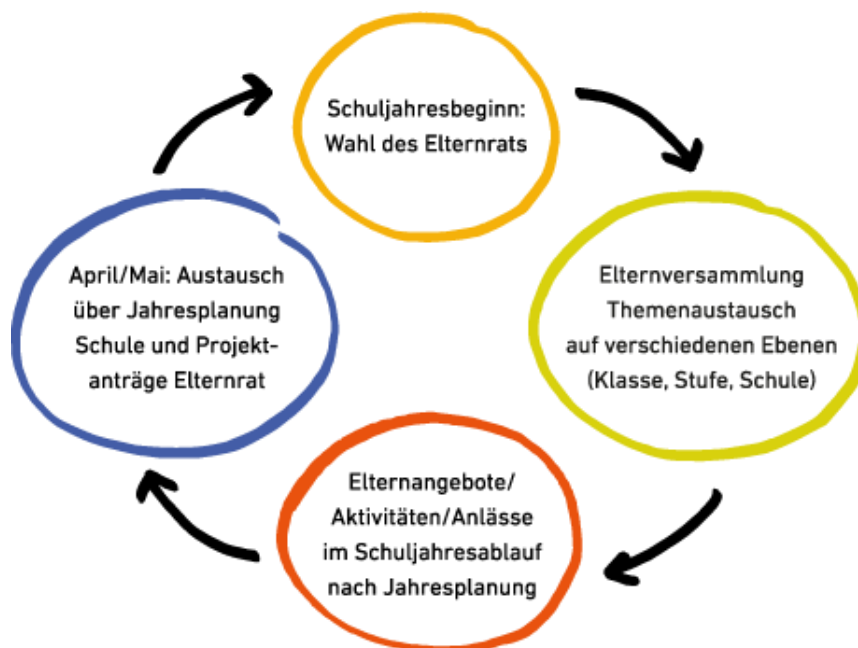 Schuljahresbeginn:
Wahl des Elternrats
Elternversammlung
Themenaustausch
auf verschiedenen Ebenen
(Klasse, Stufe, Schule)
Elternangebote/
Aktivitäten/Anlässe
im Schuljahresablauf
nach Jahresplanung
April/Mai: Austausch
über Jahresplanung
Schule und Projekt-
anträge Elternrat